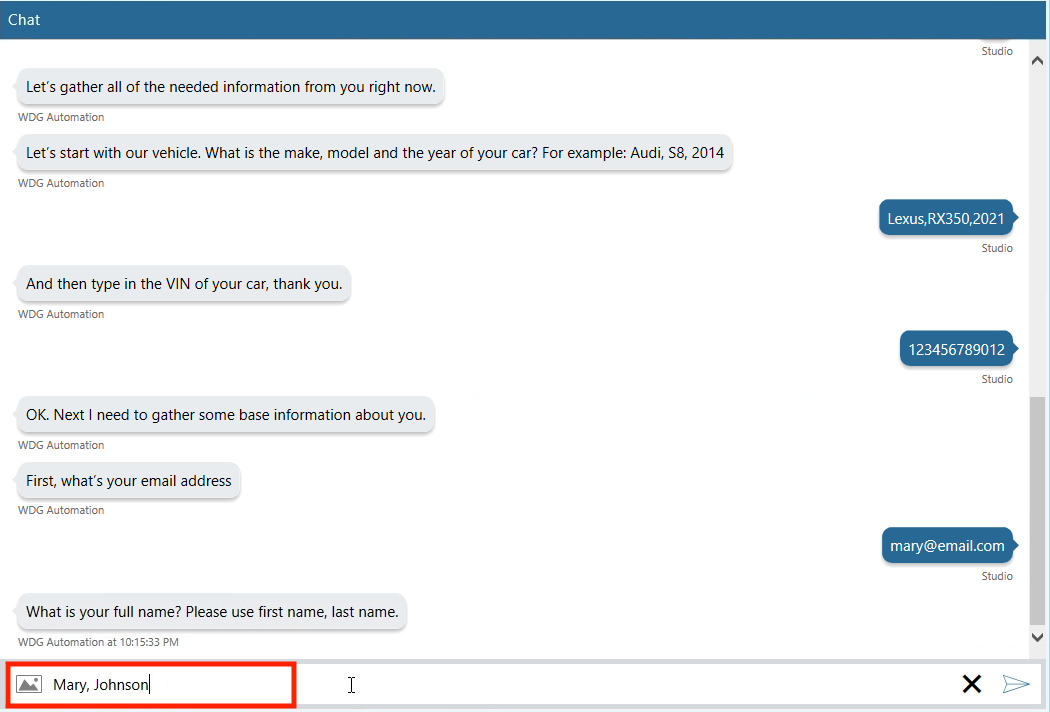 Chat
Studio
Let's gather all of the needed information from you right now.
WDG Automation
Let's start with our vehicle. What is the make, model and the year of your car? For example: Audi, S8, 2014
WDG Automation
Lexus,RX350,2021
Studio
And then type in the VIN of your car, thank you.
WDG Automation
123456789012
Studio
OK. Next I need to gather some base information about you.
WDG Automation
First, what's your email address
WDG Automation
mary@email.com
Studio
What is your full name? Please use first name, last name.
WDG Automation at 10:15:33 PM
Mary, Johnson